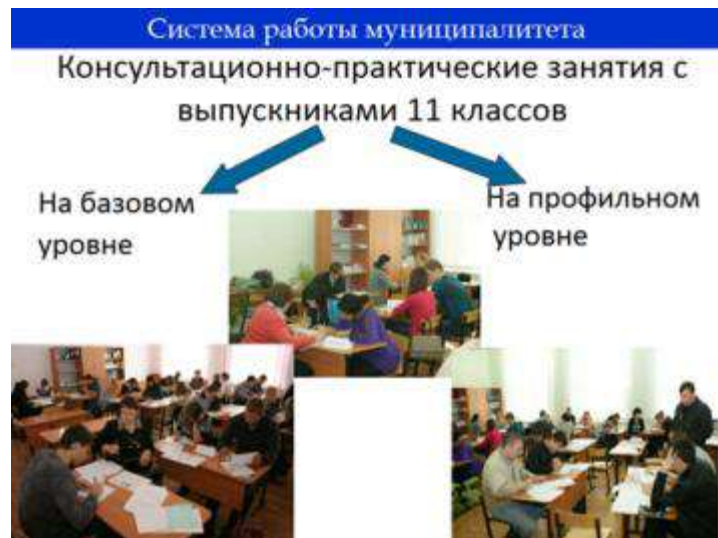 Система работы муниципалитета
Консультационно-практические занятия с
выпускниками 11 классов
На базовом
уровне
На профильном
уровне